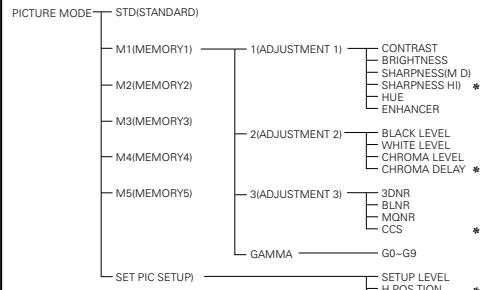 PICTURE MODE STD(STANDARD)
M1(MEMORY1) 1(ADJUSTMENT 1) CONTRAST
BRIGHTNESS
SHARPNESS(M D)
M2(MEMORY2) SHARPNESS HI) *
HUE
ENHANCER
M3(MEMORY3)
2(ADJUSTMENT 2) BLACK LEVEL
WHITE LEVEL
M4(MEMORY4) CHROMA LEVEL
CHROMA DELAY *
M5(MEMORY5) 3(ADJUSTMENT 3) 3DNR
BLNR
MQNR
CCS *
GAMMA G0~G9
SET PIC SETUP) SETUP LEVEL
H POS TION *